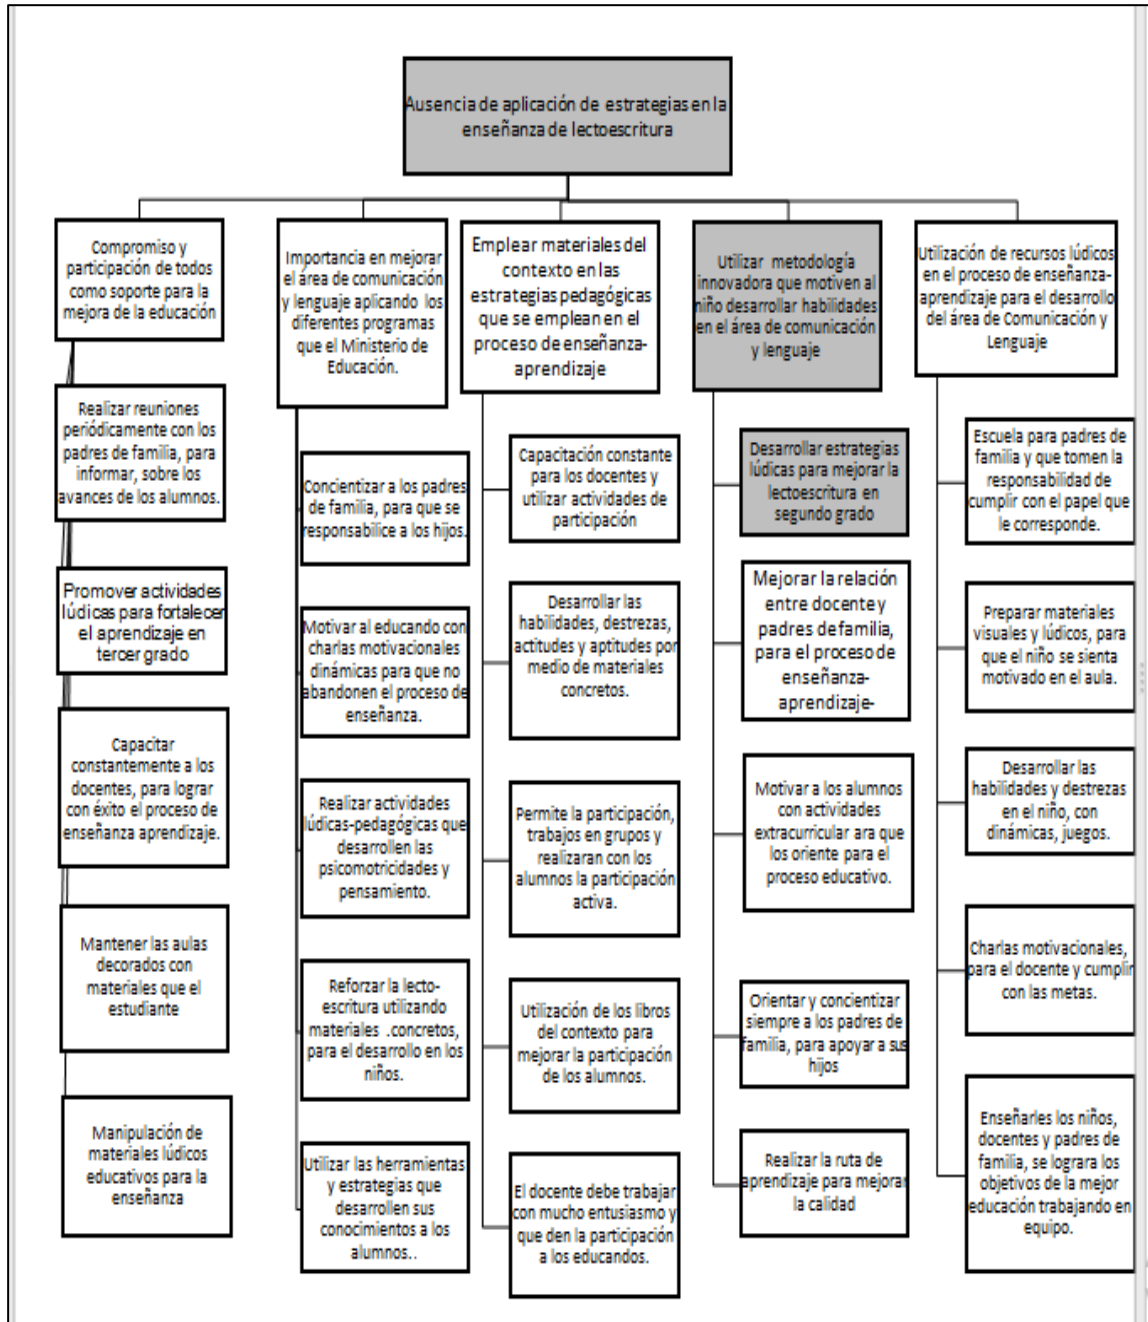 Ausencia de aplicación de estrategias en la
enseñanza de lectoescritura
Compromiso y
participación de todos
como soporte para la
mejora de la educación
Realizar reuniones
periódicamente con los
padres de familia, para
informar, sobre los
avances de los alumnos.
Promover actividades
lúdicas para fortalecer
el aprendizaje en
tercer grado
Capacitar
constantemente a los
docentes, para lograr
con éxito el proceso de
enseñanza aprendizaje.
Mantener las aulas
decorados con
materiales que el
estudiante
Manipulación de
materiales lúdicos
educativos para la
enseñanza
Importancia en mejorar
el área de comunicación
y lenguaje aplicando los
diferentes programas
que el Ministerio de
Educación.
Concientizar a los padres
de familia, para que se
responsabilice a los hijos.
Motivar al educando con
charlas motivacionales
dinámicas para que no
abandonen el proceso de
enseñanza.
Realizar actividades
lúdicas-pedagógicas que
desarrollen las
psicomotricidades y
pensamiento.
Reforzar la lecto-
escritura utilizando
materiales .concretos,
para el desarrollo en los
niños.
Utilizar las herramientas
y estrategias que
desarrollen sus
conocimientos a los
alumnos..
Emplear materiales del
contexto en las
estrategias pedagógicas
que se emplean en el
proceso de enseñanza-
aprendizaje
Capacitación constante
para los docentes y
utilizar actividades de
participación
Desarrollar las
habilidades, destrezas,
actitudes y aptitudes por
medio de materiales
concretos.
Permite la participación,
trabajos en grupos y
realizaran con los
alumnos la participación
activa.
Utilización de los libros
del contexto para
mejorar la participación
de los alumnos.
El docente debe trabajar
con mucho entusiasmo y
que den la participación
a los educandos.
Utilizar metodología
innovadora que motiven al
niño desarrollar habilidades
en el área de comunicación
y lenguaje
Desarrollar estrategias
lúdicas para mejorar la
lectoescritura en
segundo grado
Mejorar la relación
entre docente y
padres de familia,
para el proceso de
enseñanza-
aprendizaje-
Motivar a los alumnos
con actividades
extracurricular ara que
los oriente para el
proceso educativo.
Orientar y concientizar
siempre a los padres de
familia, para apoyar a sus
hijos
Realizar la ruta de
aprendizaje para mejorar
la calidad
Utilización de recursos lúdicos
en el proceso de enseñanza-
aprendizaje para el desarrollo
del área de Comunicación y
Lenguaje
Escuela para padres de
familia y que tomen la
responsabilidad de
cumplir con el papel que
le corresponde.
Preparar materiales
visuales y lúdicos, para
que el niño se sienta
motivado en el aula.
Desarrollar las
habilidades y destrezas
en el niño, con
dinámicas, juegos.
Charlas motivacionales,
para el docente y cumplir
con las metas.
Enseñarles los niños,
docentes y padres de
familia, se lograra los
objetivos de la mejor
educación trabajando en
equipo.